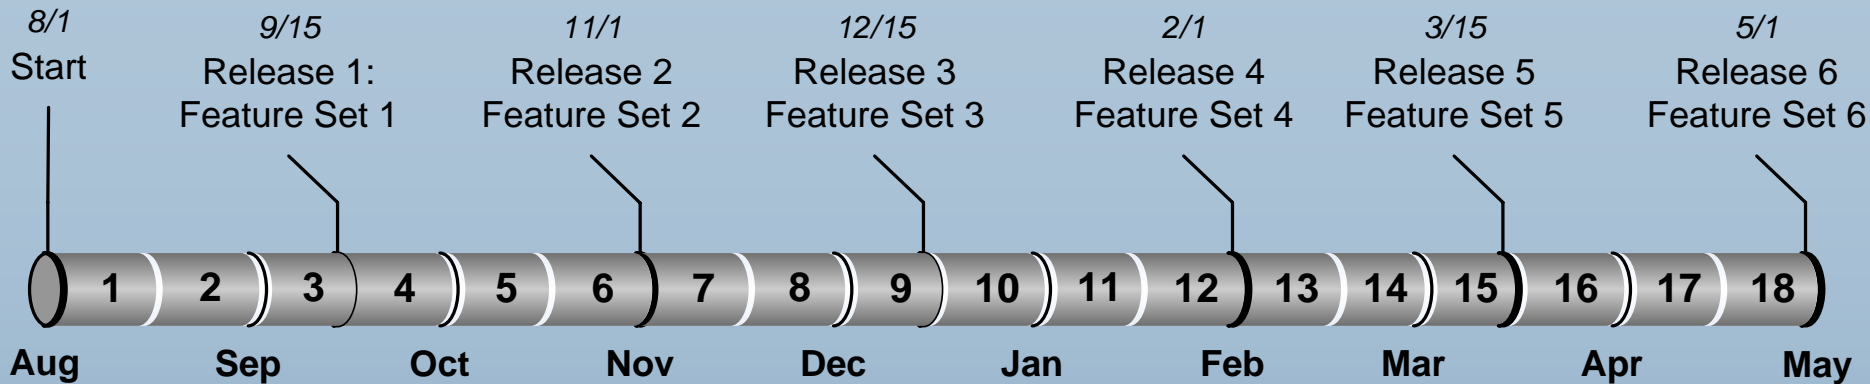 8/1
Start
9/15
Release 1:
Feature Set 1
11/1
Release 2
Feature Set 2
12/15
Release 3
Feature Set 3
2/1
Release 4
Feature Set 4
3/15
Release 5
Feature Set 5
5/1
Release 6
Feature Set 6
1 2 3 4 5 6 7 8 9 10 11 12 13 14 15 16 17 18
Aug Sep Oct Nov Dec Jan Feb Mar Apr May